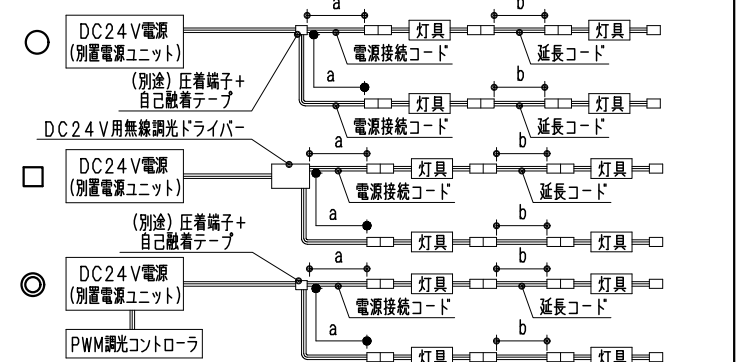 a
b
DC24V電源
(別置電源ユニット)
灯具
灯具
電源接続コード
延長コード
(別途)圧着端子+
自己融着テープ
a
b
灯具
灯具
電源接続コード
延長コード
DC24V用無線調光ドライバー
a
b
DC24V電源
(別置電源ユニット)
灯具
灯具
電源接続コード
延長コード
(別途)圧着端子+
自己融着テープ
a
b
灯具
灯具
a
b
DC24V電源
(別置電源ユニット)
灯具
灯具
電源接続コード
延長コード
PWM調光コントローラ
a
b
灯具
灯具